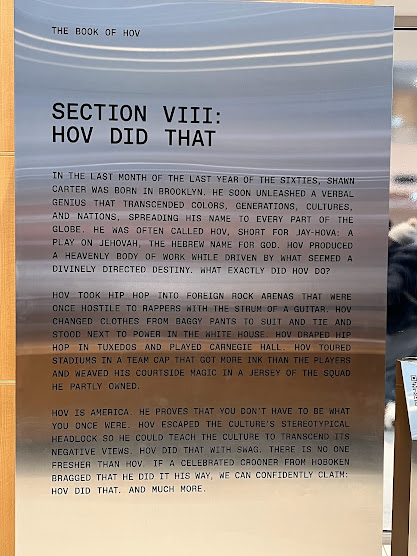 THE BOOK OF HOV
SECTION VIII:
HOV DID THAT
IN THE LAST MONTH OF THE LAST YEAR OF THE SIXTIES, SHAWN
CARTER WAS BORN IN BROOKLYN. HE SOON UNLEASHED A VERBAL
GENIUS THAT TRANSCENDED COLORS, GENERATIONS, CULTURES,
AND NATIONS, SPREADING HIS NAME TO EVERY PART OF THE
GLOBE. HE WAS OFTEN CALLED HOV, SHORT FOR JAY-HOVA: A
PLAY ON JEHOVAH, THE HEBREW NAME FOR GOD. HOV PRODUCED
A HEAVENLY BODY OF WORK WHILE DRIVEN BY WHAT SEEMED A
DIVINELY DIRECTED DESTINY. WHAT EXACTLY DID HOV DO?
HOV TOOK HIP HOP INTO FOREIGN ROCK ARENAS THAT WERE
ONCE HOSTILE TO RAPPERS WITH THE STRUM OF A GUITAR. HOV
CHANGED CLOTHES FROM BAGGY PANTS TO SUIT AND TIE AND
STOOD NEXT TO POWER IN THE WHITE HOUSE. HOV DRAPED HIP
HOP IN TUXEDOS AND PLAYED CARNEGIE HALL. HOV TOURED
STADIUMS IN A TEAM CAP THAT GOT MORE INK THAN THE PLAYERS
AND WEAVED HIS COURTSIDE MAGIC IN A JERSEY OF THE SQUAD
HE PARTLY OWNED.
HOV IS AMERICA. HE PROVES THAT YOU DON'T HAVE TO BE WHAT
YOU ONCE WERE. HOV ESCAPED THE CULTURE'S STEREOTYPICAL
HEADLOCK SO HE COULD TEACH THE CULTURE TO TRANSCEND ITS
NEGATIVE VIEWS. HOV DID THAT WITH SWAG. THERE IS NO ONE
FRESHER THAN HOV. IF A CELEBRATED CROONER FROM HOBOKEN
BRAGGED THAT HE DID IT HIS WAY, WE CAN CONFIDENTLY CLAIM:
HOV DID THAT. AND MUCH MORE.